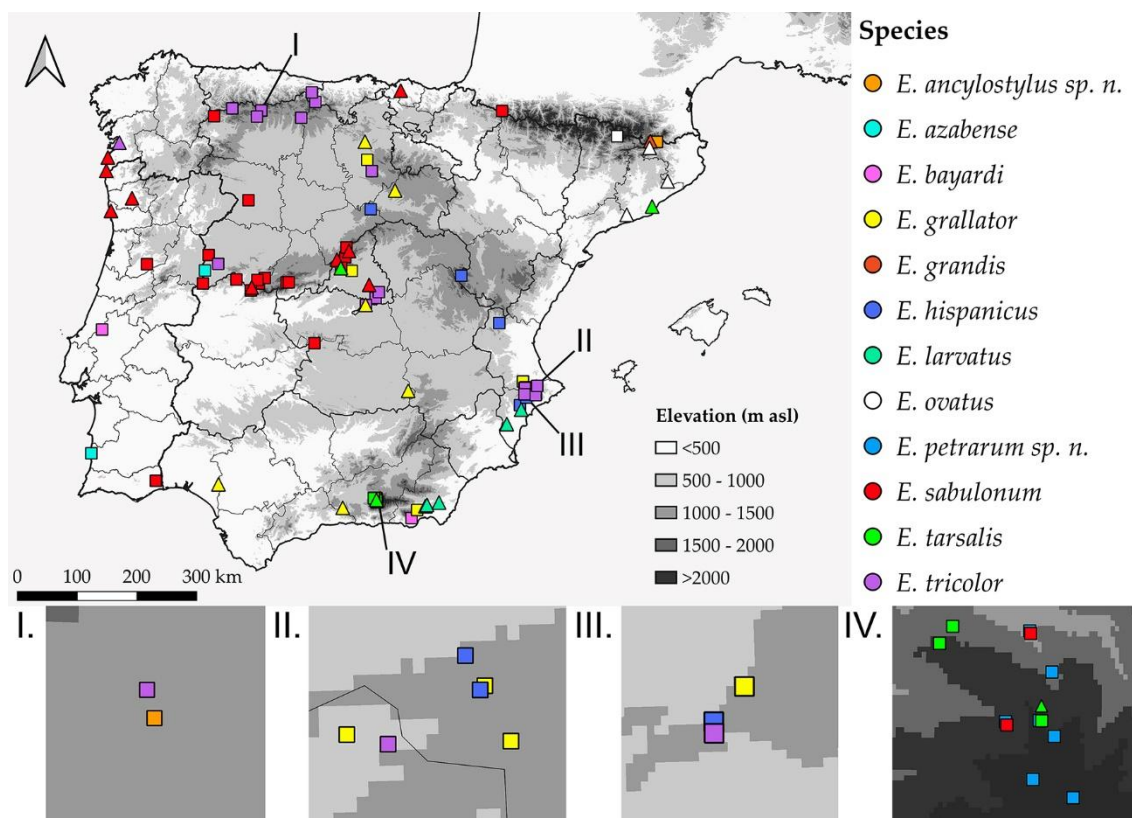 Species
E. ancylostylus sp. n.
E. azabense
E. bayardi
E. grallator
E. grandis
E. hispanicus
E. larvatus
E. ovatus
E. petrarum sp. n.
E. sabulonum
E. tarsalis
E. tricolor
I
II
III
IV
Elevation (m asl)
<500
500 - 1000
1000 - 1500
1500 - 2000
>2000
0 100 200 300 km
I.
II.
III.
IV.